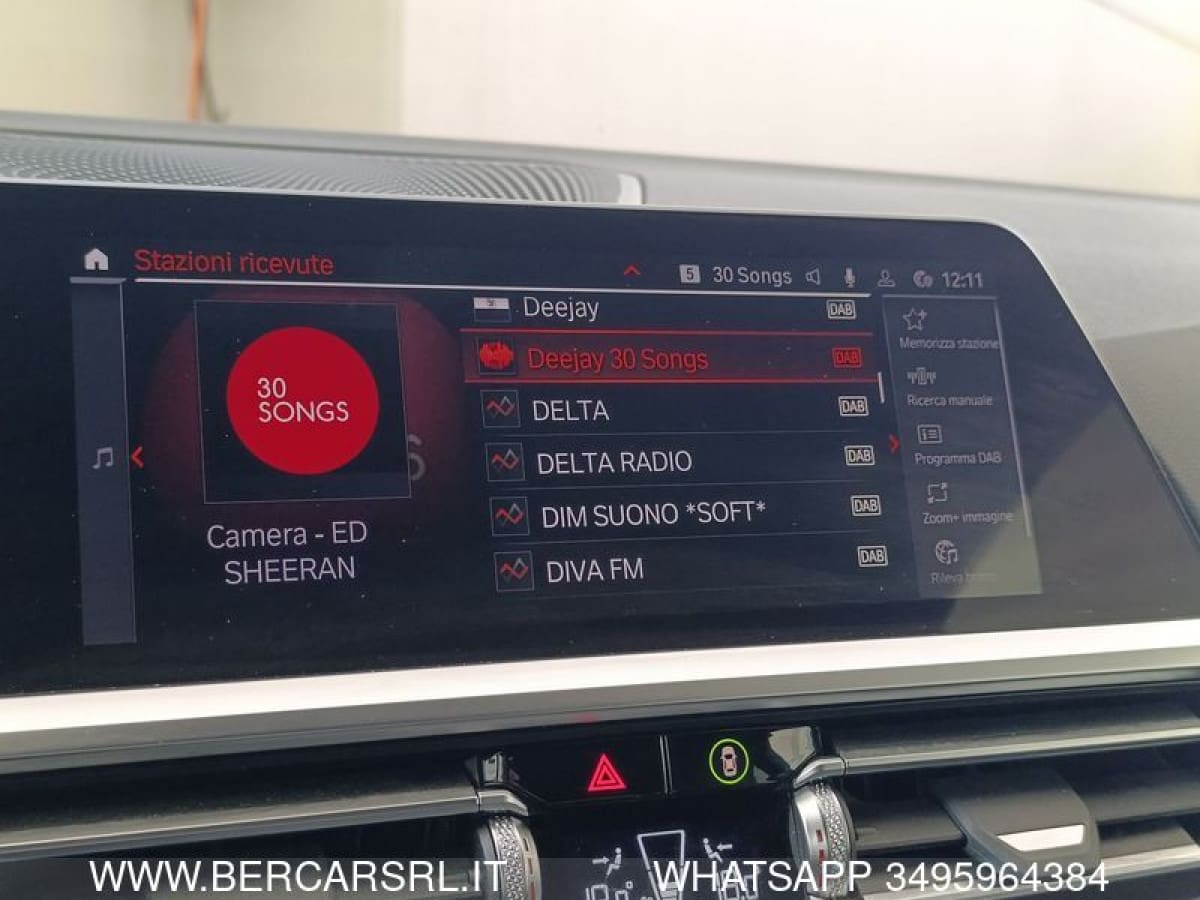 Stazioni ricevute
5 30 Songs 12:11
30
SONGS
Camera - ED
SHEERAN
Deejay DAB
Deejay 30 Songs DAB
DELTA DAB
DELTA RADIO DAB
DIM SUONO *SOFT* DAB
DIVA FM DAB
Memorizza stazione
Ricerca manuale
Programma DAB
Zoom+ immagine
Rileva
WWW.BERCARSRL.IT WHATSAPP 3495964384